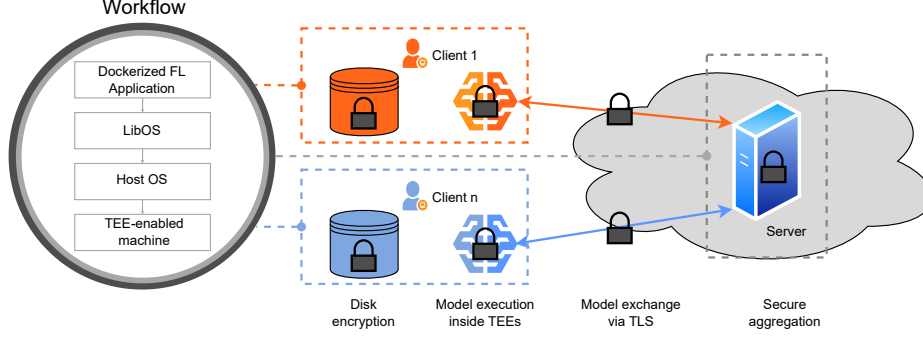 Workflow
Dockerized FL
Application
LibOS
Host OS
TEE-enabled
machine
Client 1
Client n
Server
Disk
encryption
Model execution
inside TEEs
Model exchange
via TLS
Secure
aggregation